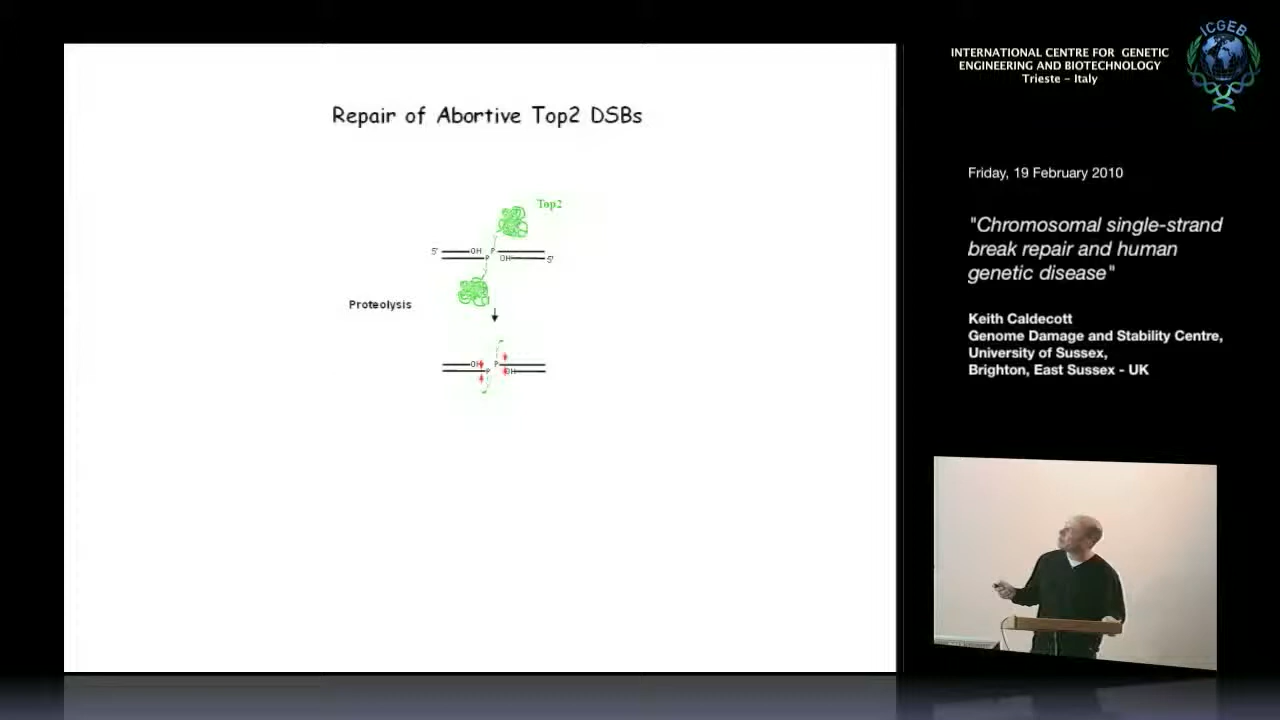 Repair of Abortive Top2 DSBs
Top2
5' OH P
P OH 5'
Proteolysis
OH P
P OH
ICGEB
INTERNATIONAL CENTRE FOR GENETIC
ENGINEERING AND BIOTECHNOLOGY
Trieste - Italy
Friday, 19 February 2010
"Chromosomal single-strand
break repair and human
genetic disease"
Keith Caldecott
Genome Damage and Stability Centre,
University of Sussex,
Brighton, East Sussex - UK